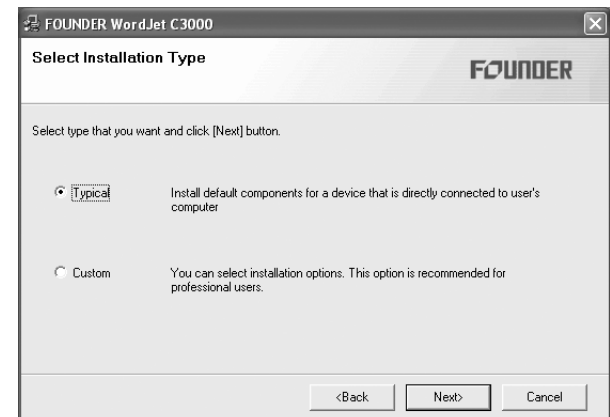 FOUNDER WordJet C3000
Select Installation Type
FOUNDER
Select type that you want and click [Next] button.
Typical
Install default components for a device that is directly connected to user's
computer
Custom
You can select installation options. This option is recommended for
professional users.
<Back
Next>
Cancel